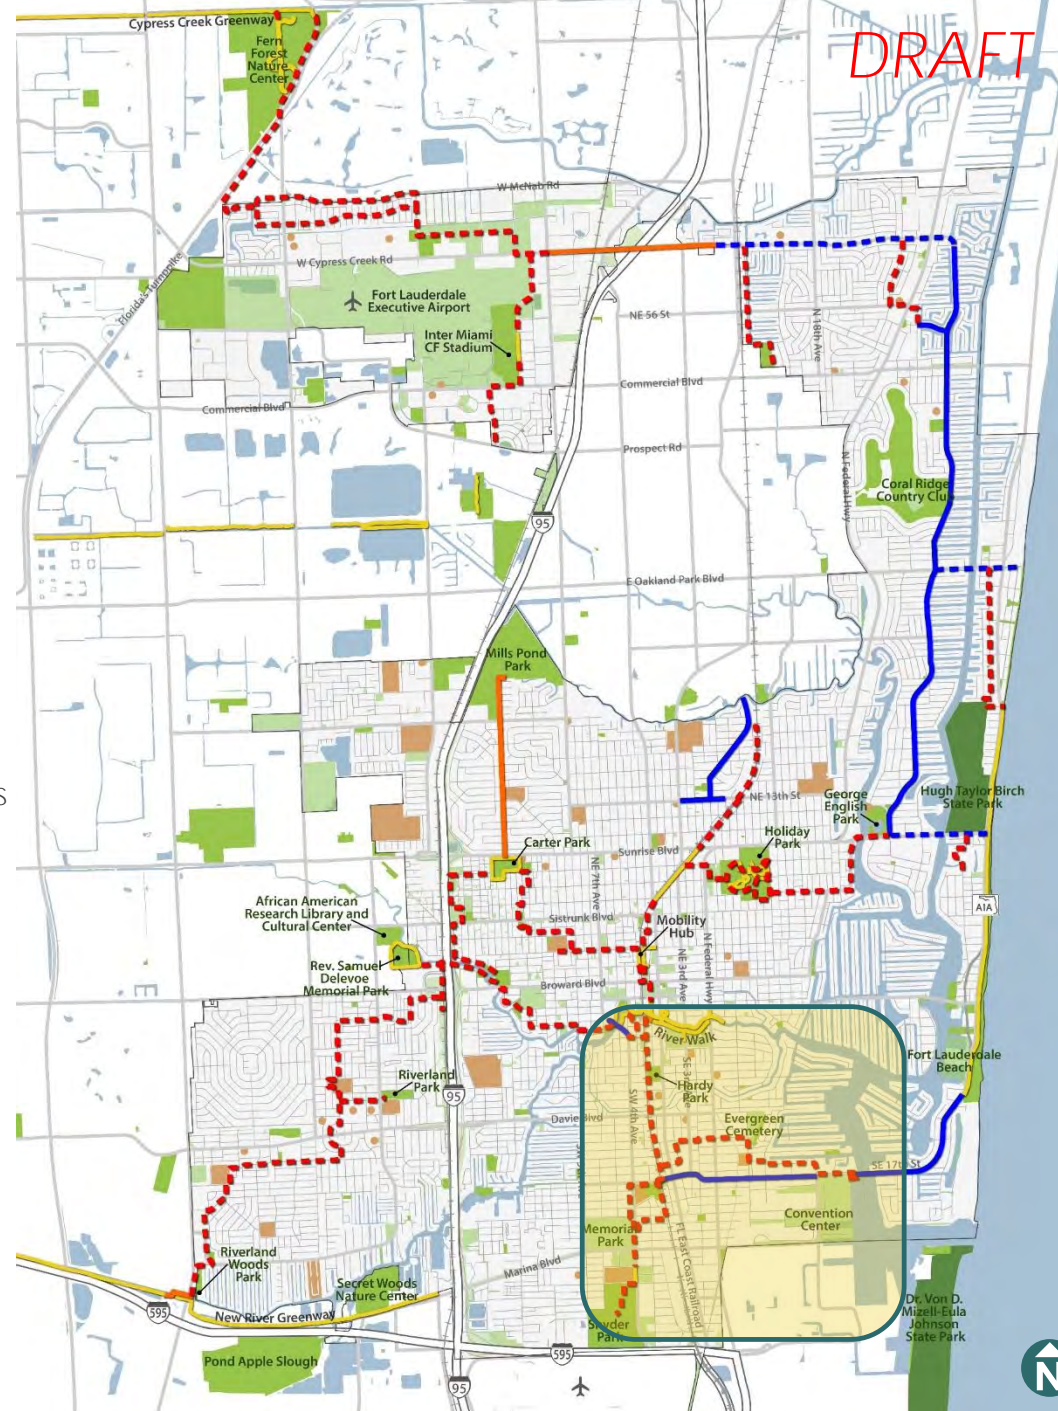 Cypress Creek Greenway
Fern
Forest
Nature
Center
DRAFT
W McNab Rd
W Cypress Creek Rd
Florida's Turnpike
Fort Lauderdale
Executive Airport
NE 56 St
N 18th Ave
Inter Miami
CF Stadium
Commercial Blvd
Commercial Blvd
Prospect Rd
N Federal Hwy
Coral Ridge
Country Clu
95
E Oakland Park Blvd
Mills Pond
Park
S
NE 13th St
George
English
Park
Hugh Taylor Birch
State Park
Holiday
Park
Carter Park
Sunrise Blvd
NE 7th Ave
African American
Research Library and
Cultural Center
Sistrunk Blvd
Mobility
Hub
A1A
NE 3rd Ave
N Federal Hwy
Rev. Samuel
Delevoe
Memorial Park
Broward Blvd
River Walk
Fort Lauderdale
Beach
Riverland
Park
95
Hardy
Park
SW 4th Ave
Davie Blvd
Evergreen
Cemetery
SE 17th St
Convention
Center
Memorial
Park
FL East Coast Railroad
Marina Blvd
Riverland
Woods
Park
Secret Woods
Nature Center
595
New River Greenway
Snyder
Park
Dr. Von D.
Mizell-Eula
Johnson
State Park
Pond Apple Slough
595
95
N